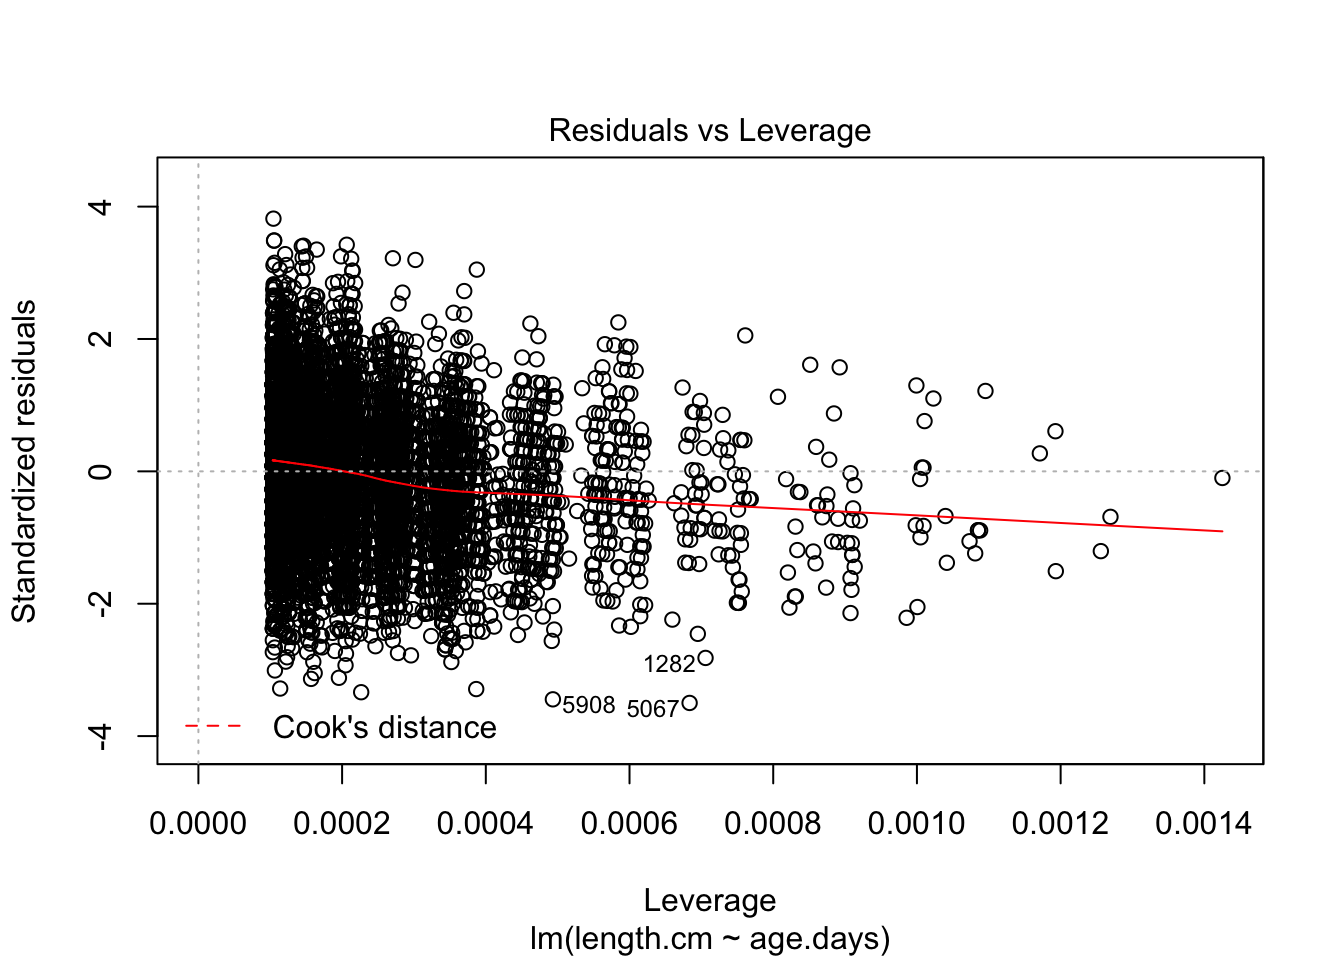 Residuals vs Leverage
Standardized residuals
4
2
0
-2
-4
1282
5908
5067
Cook's distance
0.0000 0.0002 0.0004 0.0006 0.0008 0.0010 0.0012 0.0014
Leverage
lm(length.cm ~ age.days)